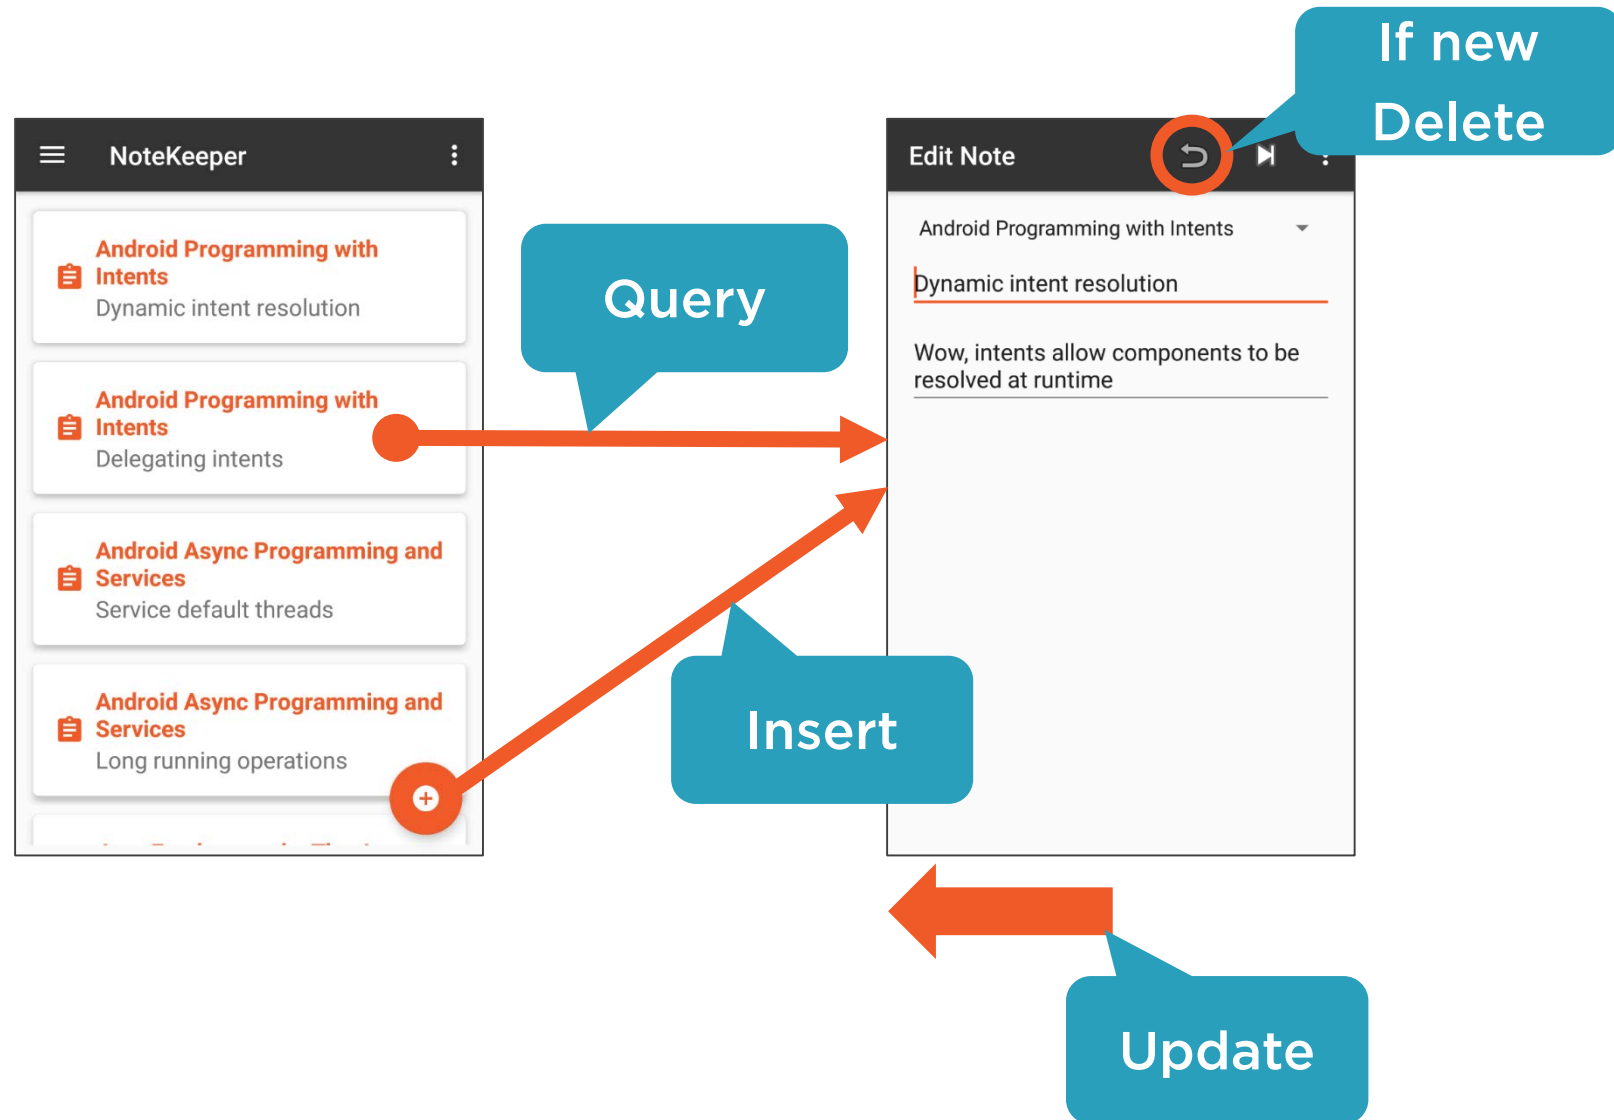 If new
Delete
NoteKeeper
Android Programming with
Intents
Dynamic intent resolution
Android Programming with
Intents
Delegating intents
Android Async Programming and
Services
Service default threads
Android Async Programming and
Services
Long running operations
Query
Insert
Edit Note
Android Programming with Intents
Dynamic intent resolution
Wow, intents allow components to be
resolved at runtime
Update